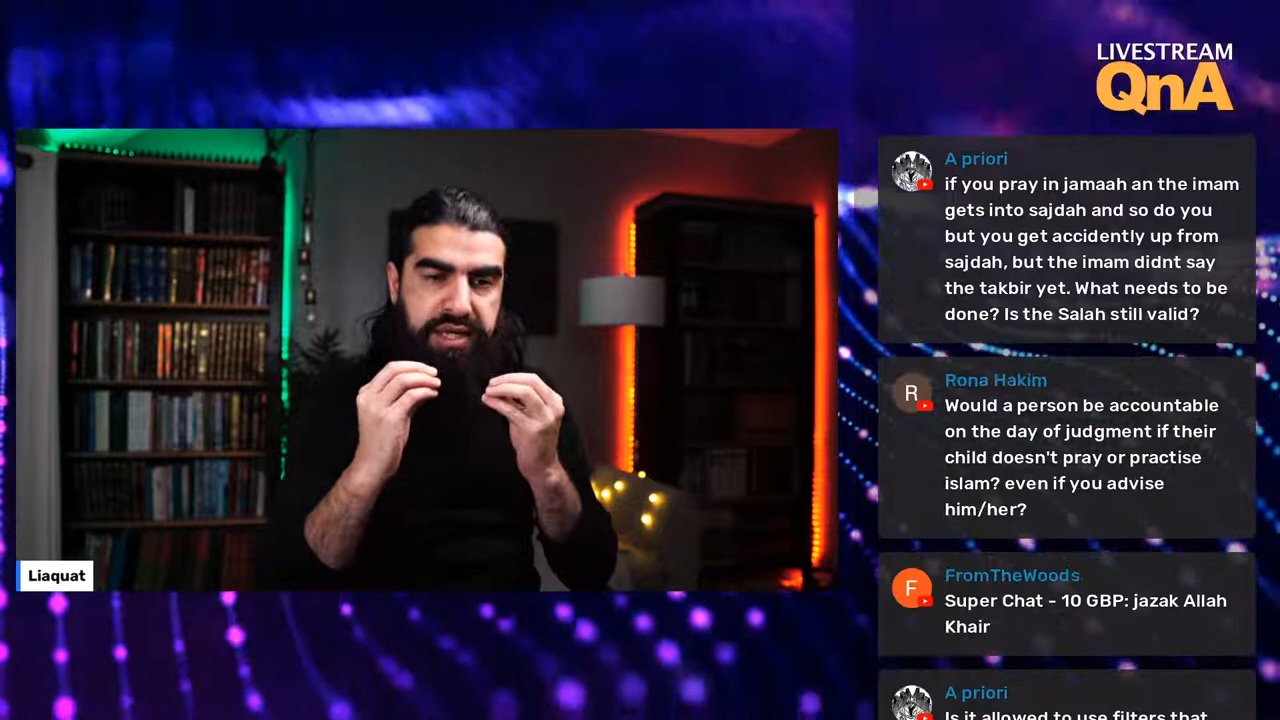 LIVESTREAM
QnA
A priori
if you pray in jamaah an the imam
gets into sajdah and so do you
but you get accidently up from
sajdah, but the imam didnt say
the takbir yet. What needs to be
done? Is the Salah still valid?
R
Rona Hakim
Would a person be accountable
on the day of judgment if their
child doesn't pray or practise
islam? even if you advise
him/her?
F
FromTheWoods
Super Chat - 10 GBP: jazak Allah
Khair
A priori
Is it allowed to use filters that
Liaquat